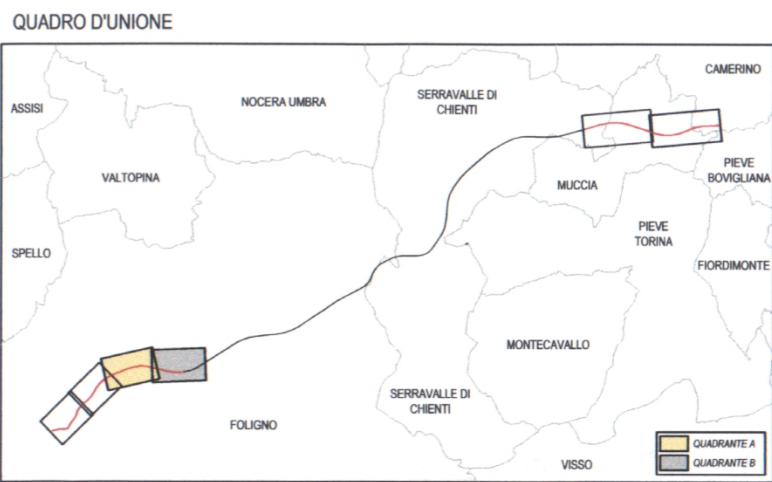 QUADRO D'UNIONE
CAMERINO
ASSISI
NOCERA UMBRA
SERRAVALLE DI
CHIENTI
PIEVE
BOVIGLIANA
VALTOPINA
MUCCIA
PIEVE
TORINA
SPELLO
FIORDIMONTE
MONTECAVALLO
SERRAVALLE DI
CHIENTI
FOLIGNO
QUADRANTE A
QUADRANTE B
VISSO